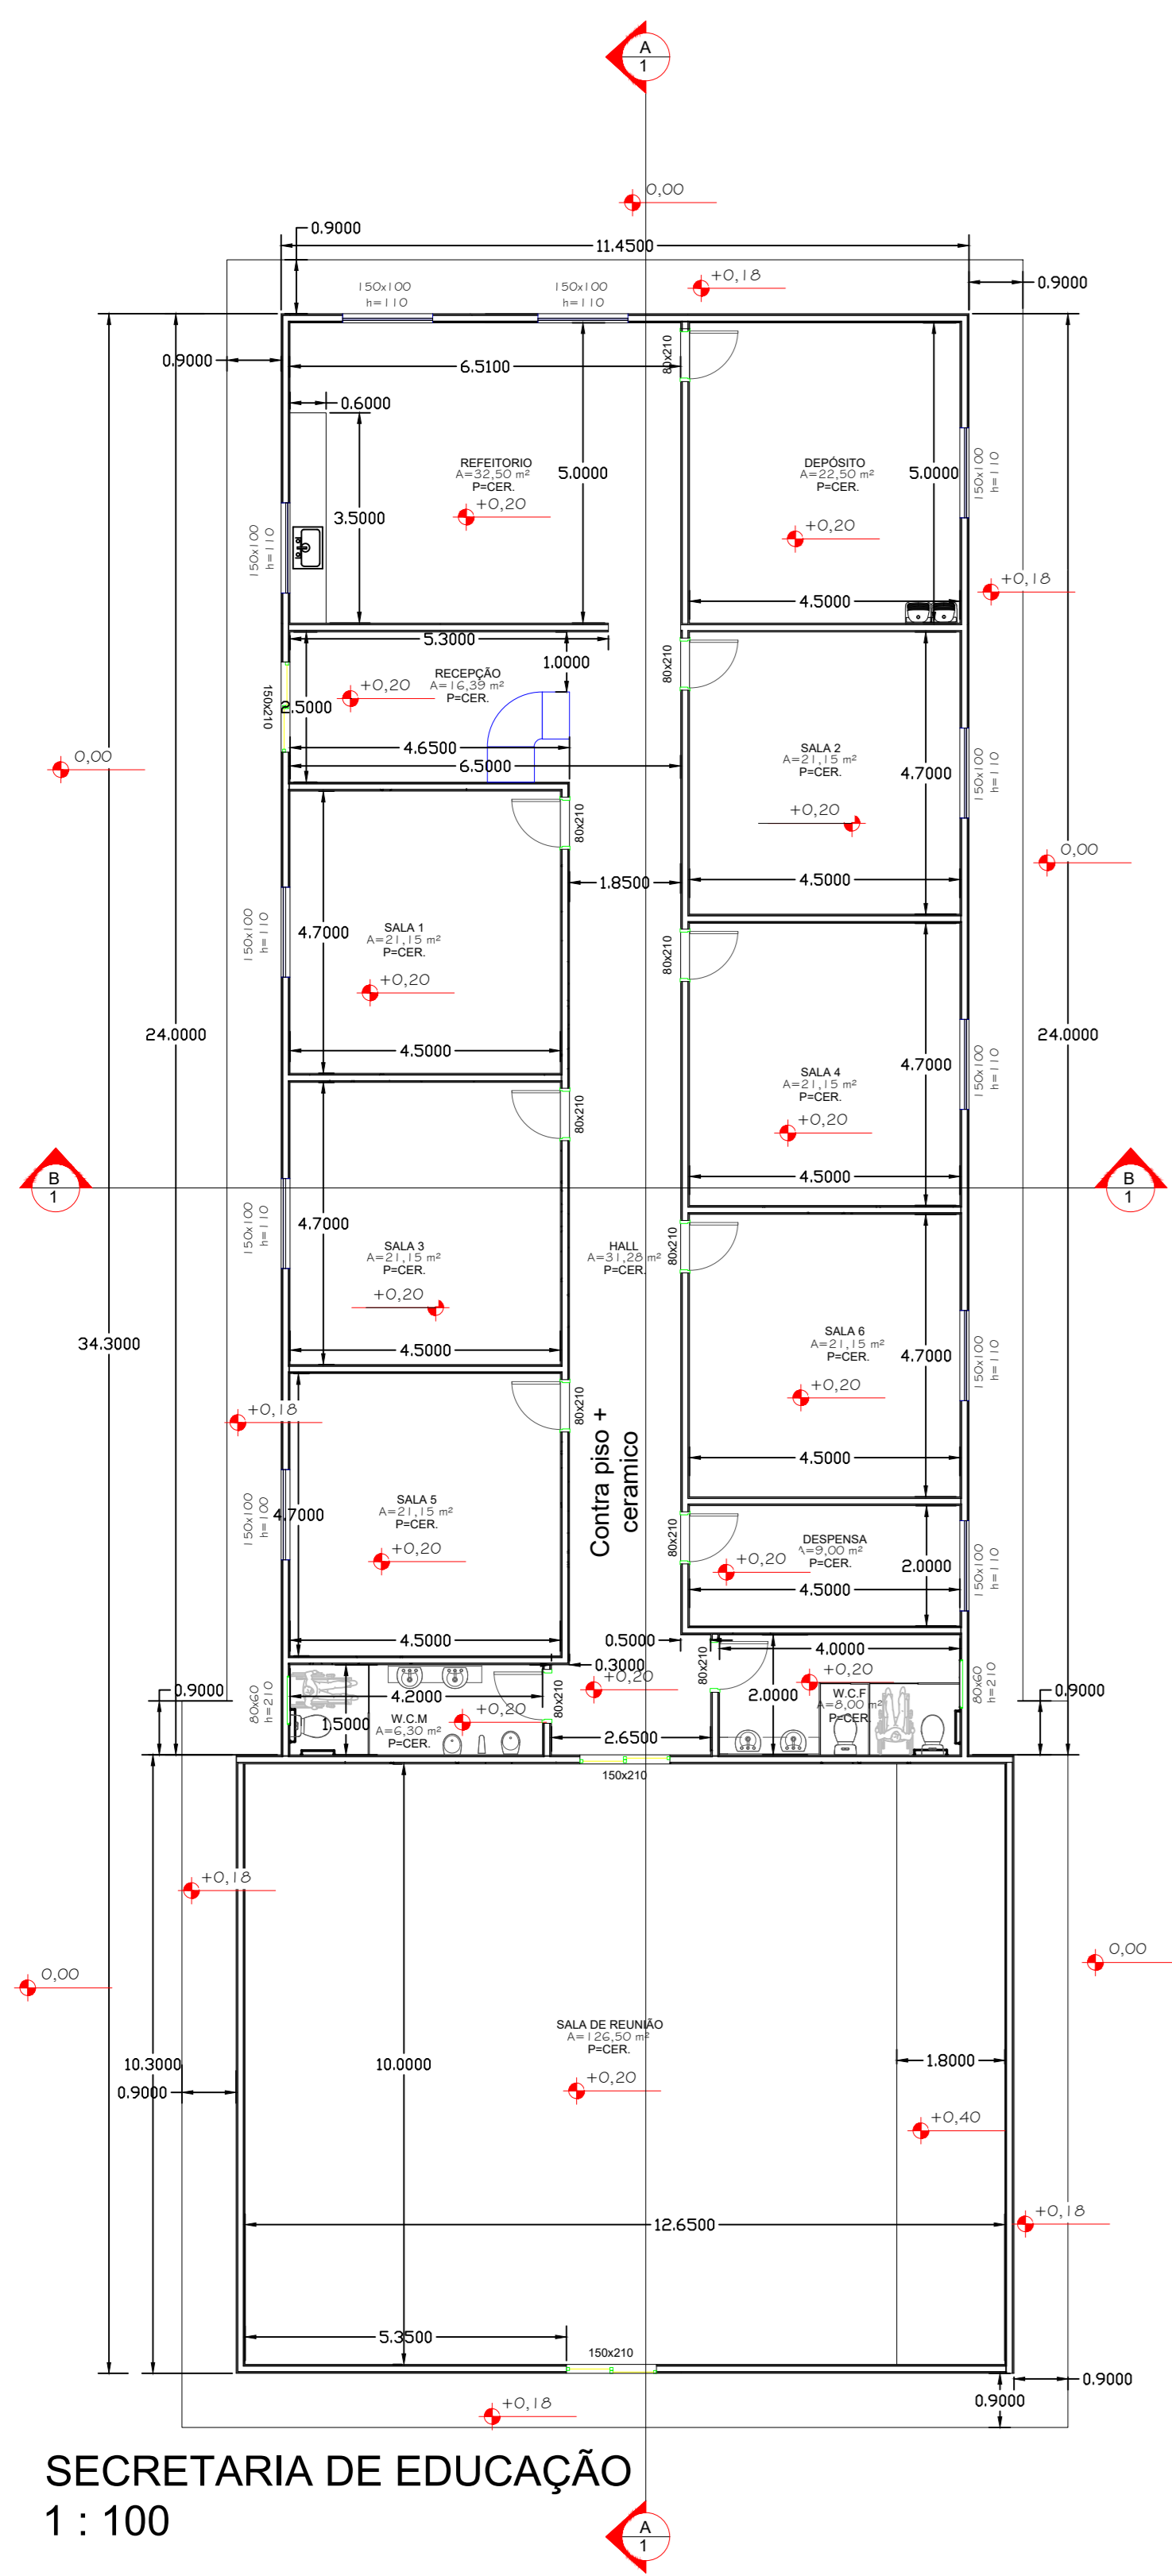 A
1
0,00
0.9000
11.4500
+0,18
150x100
h=110
150x100
h=110
0.9000
0.9000
6.5100
80x210
0.6000
REFEITORIO
A=32,50 m²
P=CER.
+0,20
5.0000
3.5000
150x100
h=110
DEPÓSITO
A=22,50 m²
P=CER.
+0,20
5.0000
150x100
h=110
4.5000
+0,18
5.3000
1.0000
RECEPÇÃO
A=16,39 m²
P=CER.
+0,20
150x210
2.5000
4.6500
6.5000
80x210
0,00
SALA 2
A=21,15 m²
P=CER.
+0,20
4.7000
150x100
h=110
4.5000
0,00
80x210
1.8500
SALA 1
A=21,15 m²
P=CER.
+0,20
4.7000
150x100
h=110
4.5000
80x210
24.0000
24.0000
SALA 4
A=21,15 m²
P=CER.
+0,20
4.7000
150x100
h=110
4.5000
80x210
B
1
B
1
SALA 3
A=21,15 m²
P=CER.
+0,20
4.7000
150x100
h=110
4.5000
HALL
A=31,28 m²
P=CER.
80x210
34.3000
SALA 6
A=21,15 m²
P=CER.
+0,20
4.7000
150x100
h=110
4.5000
+0,18
80x210
Contra piso +
ceramico
SALA 5
A=21,15 m²
P=CER.
+0,20
4.7000
150x100
h=100
4.5000
80x210
DESPENSA
A=9,00 m²
P=CER.
+0,20
2.0000
150x100
h=110
4.5000
0.5000
0.3000
+0,20
80x210
4.0000
+0,20
2.0000
W.C.F
A=8,00 m²
P=CER.
80x60
h=210
0.9000
0.9000
80x60
h=210
4.2000
+0,20
1.5000
W.C.M
A=6,30 m²
P=CER.
80x210
2.6500
150x210
+0,18
0,00
0,00
SALA DE REUNIÃO
A=126,50 m²
P=CER.
+0,20
10.3000
10.0000
1.8000
0.9000
+0,40
12.6500
+0,18
5.3500
150x210
0.9000
0.9000
+0,18
SECRETARIA DE EDUCAÇÃO
1 : 100
A
1